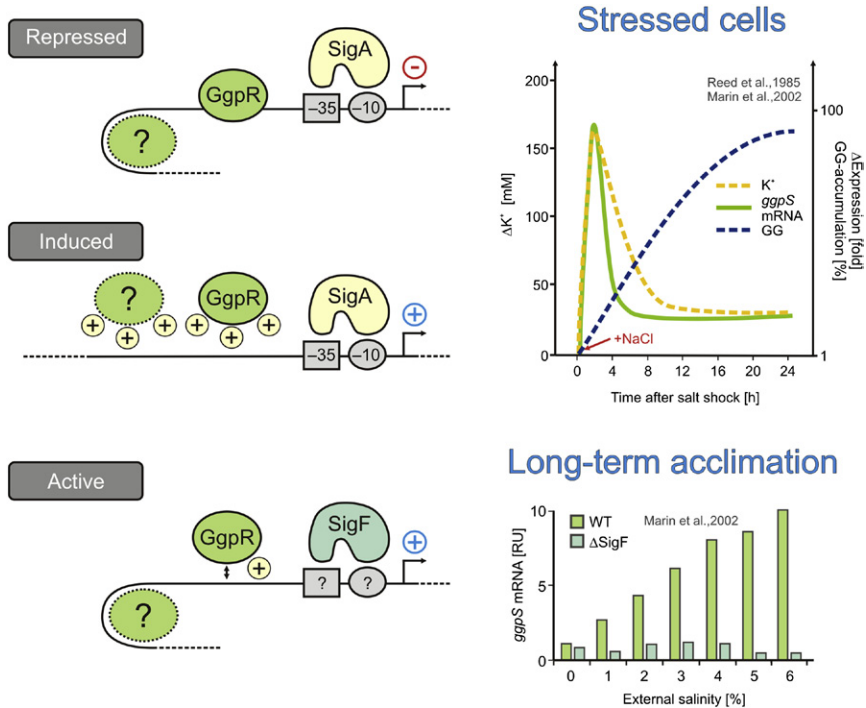 Repressed
SigA
GgpR
–35
–10
-
?
Induced
?
GgpR
SigA
+
+
+
+
+
+
+
–35
–10
Active
GgpR
SigF
+
+
?
?
?
Stressed cells
Reed et al.,1985
Marin et al.,2002
200
150
100
50
0
ΔK⁺ [mM]
100
1
ΔExpression [fold]
GG-accumulation [%]
K⁺
ggpS
mRNA
GG
+NaCl
0
4
8
12
16
20
24
Time after salt shock [h]
Long-term acclimation
WT
ΔSigF
Marin et al.,2002
10
5
0
ggpS mRNA [RU]
0
1
2
3
4
5
6
External salinity [%]